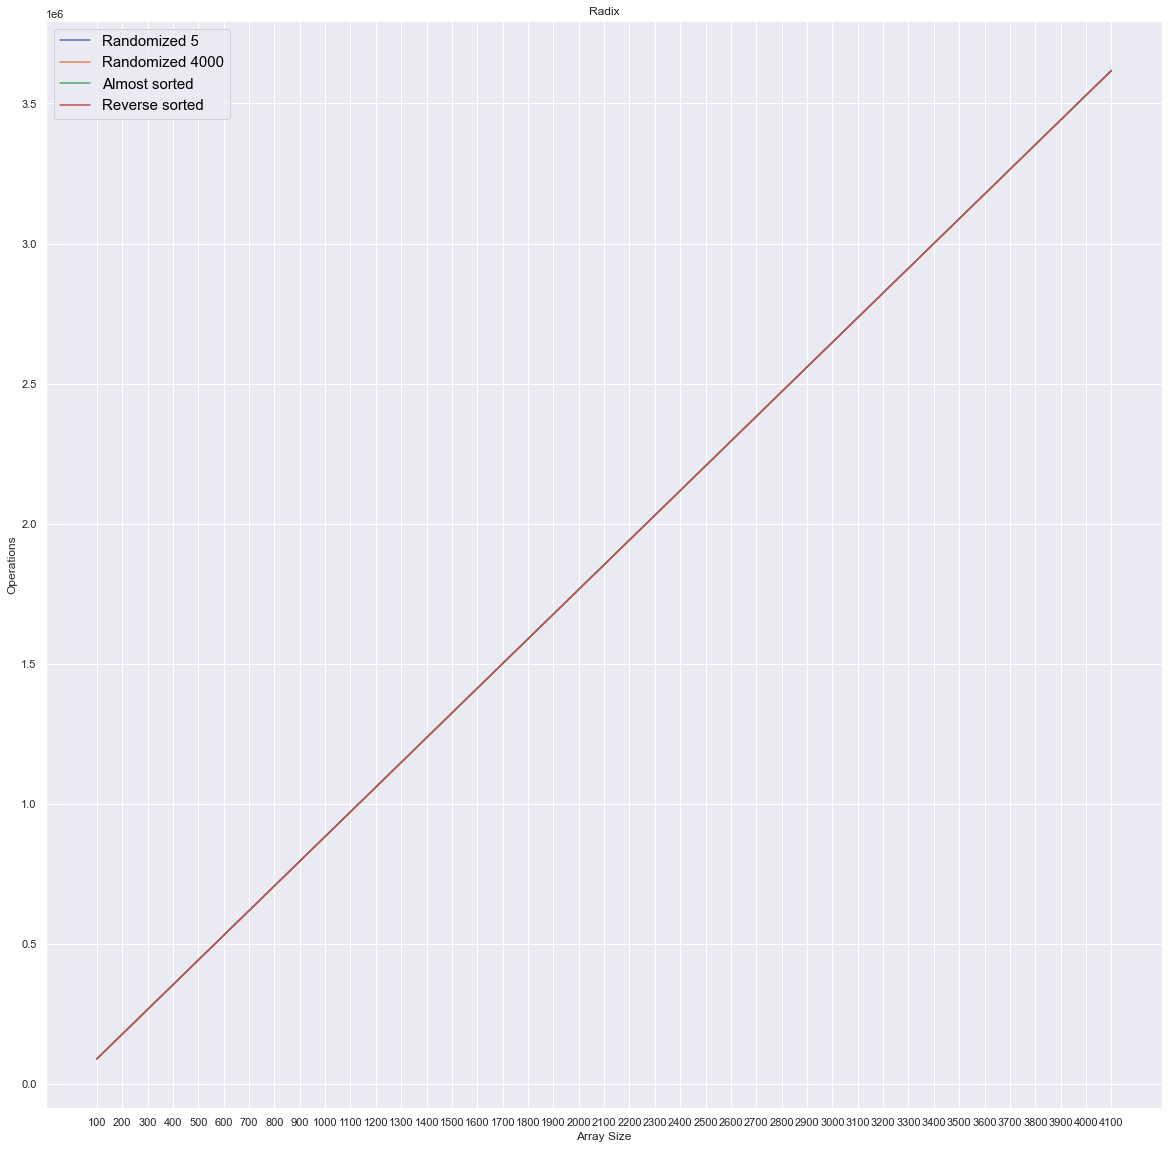 Radix
1e6
Randomized 5
Randomized 4000
Almost sorted
Reverse sorted
3.5
3.0
2.5
2.0
1.5
1.0
0.5
0.0
Operations
100 200 300 400 500 600 700 800 900 1000 1100 1200 1300 1400 1500 1600 1700 1800 1900 2000 2100 2200 2300 2400 2500 2600 2700 2800 2900 3000 3100 3200 3300 3400 3500 3600 3700 3800 3900 4000 4100
Array Size